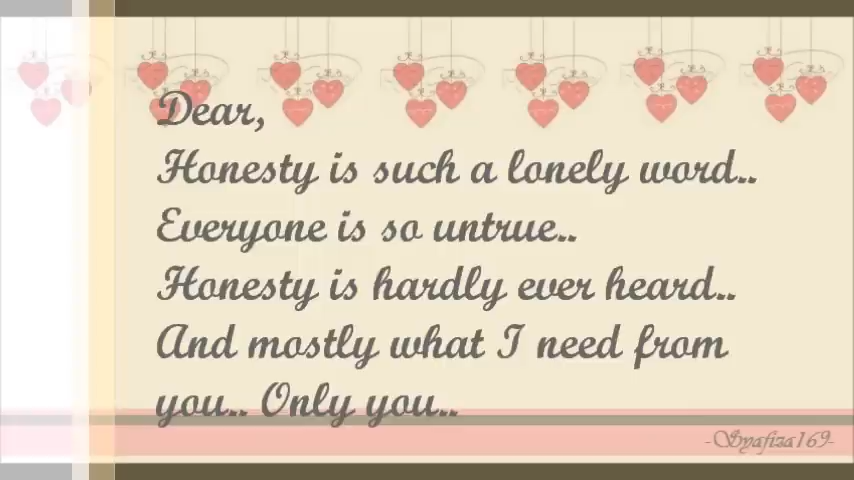 Dear,
Honesty is such a lonely word..
Everyone is so untrue..
Honesty is hardly ever heard..
And mostly what I need from
you.. Only you..
-Syafiza169-